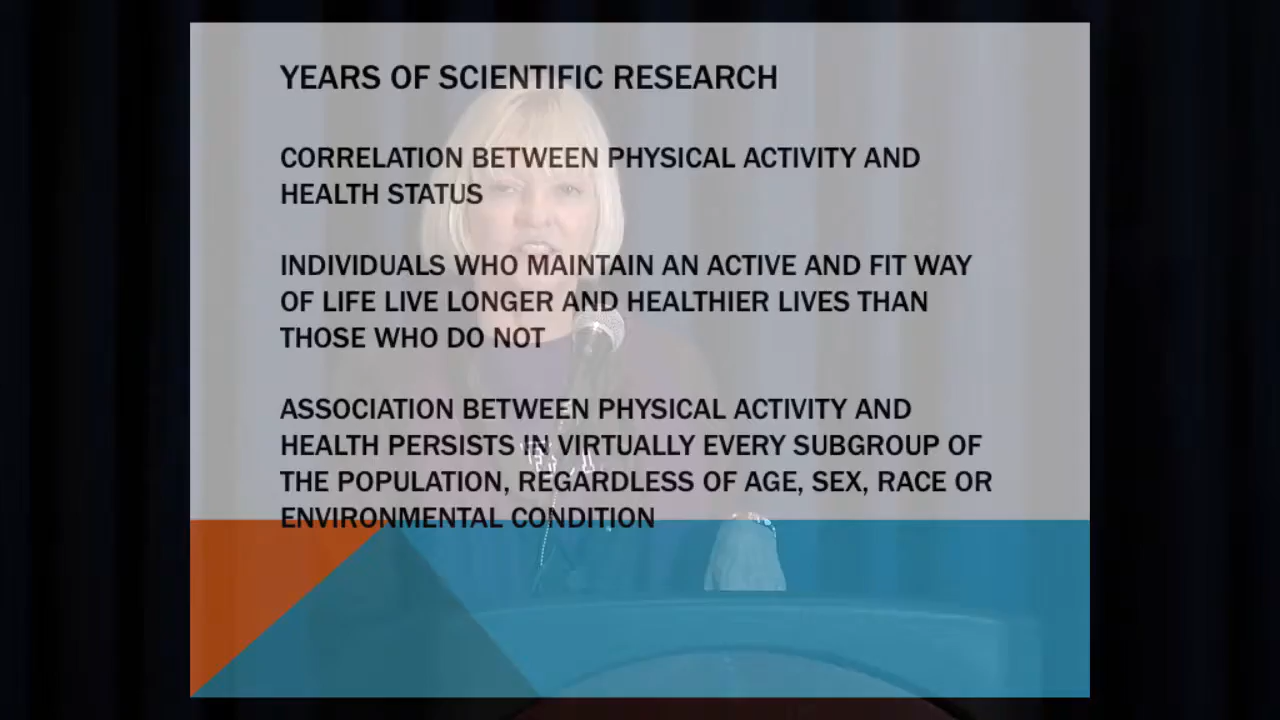 YEARS OF SCIENTIFIC RESEARCH
CORRELATION BETWEEN PHYSICAL ACTIVITY AND
HEALTH STATUS
INDIVIDUALS WHO MAINTAIN AN ACTIVE AND FIT WAY
OF LIFE LIVE LONGER AND HEALTHIER LIVES THAN
THOSE WHO DO NOT
ASSOCIATION BETWEEN PHYSICAL ACTIVITY AND
HEALTH PERSISTS IN VIRTUALLY EVERY SUBGROUP OF
THE POPULATION, REGARDLESS OF AGE, SEX, RACE OR
ENVIRONMENTAL CONDITION